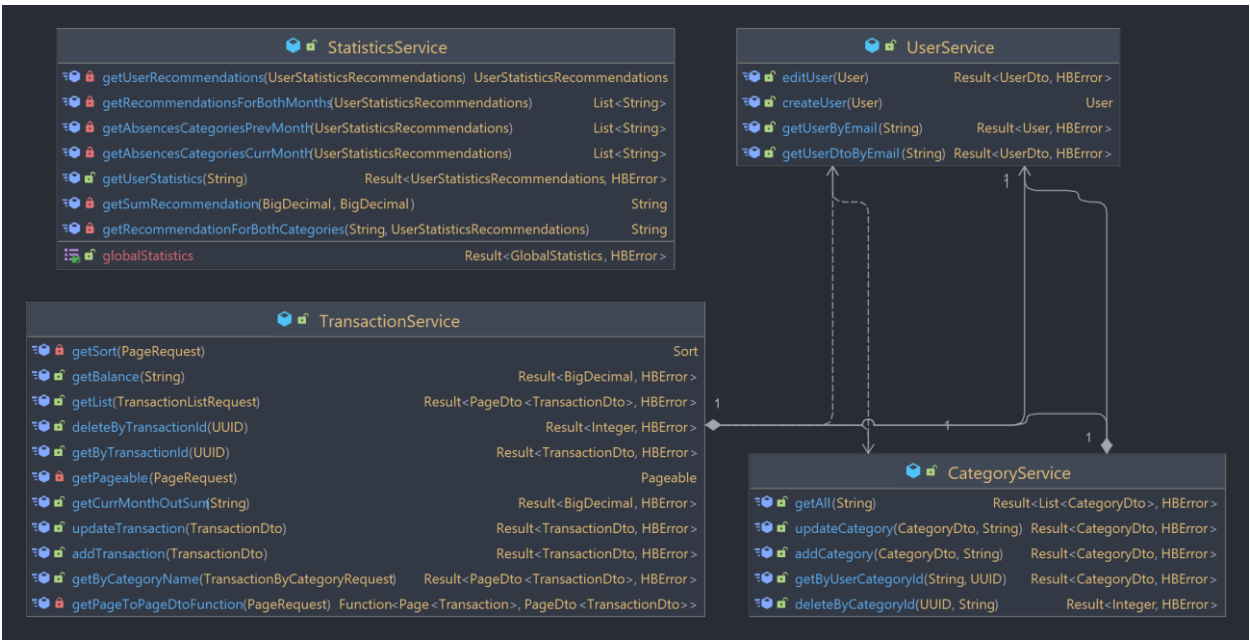 StatisticsService
getUserRecommendations(UserStatisticsRecommendations) UserStatisticsRecommendations
getRecommendationsForBothMonths(UserStatisticsRecommendations) List<String>
getAbsencesCategoriesPrevMonth(UserStatisticsRecommendations) List<String>
getAbsencesCategoriesCurrMonth(UserStatisticsRecommendations) List<String>
getUserStatistics(String) Result<UserStatisticsRecommendations, HBError>
getSumRecommendation(BigDecimal, BigDecimal) String
getRecommendationForBothCategories(String, UserStatisticsRecommendations) String
globalStatistics Result<GlobalStatistics, HBError>
UserService
editUser(User) Result<UserDto, HBError>
createUser(User) User
getUserByEmail(String) Result<User, HBError>
getUserDtoByEmail(String) Result<UserDto, HBError>
1
TransactionService
getSort(PageRequest) Sort
getBalance(String) Result<BigDecimal, HBError>
getList(TransactionListRequest) Result<PageDto<TransactionDto>, HBError>
deleteByTransactionId(UUID) Result<Integer, HBError>
getByTransactionId(UUID) Result<TransactionDto, HBError>
getPageable(PageRequest) Pageable
getCurrMonthOutSum(String) Result<BigDecimal, HBError>
updateTransaction(TransactionDto) Result<TransactionDto, HBError>
addTransaction(TransactionDto) Result<TransactionDto, HBError>
getByCategoryName(TransactionByCategoryRequest) Result<PageDto<TransactionDto>, HBError>
getPageToPageDtoFunction(PageRequest) Function<Page<Transaction>, PageDto<TransactionDto>>
1
1
1
CategoryService
getAll(String) Result<List<CategoryDto>, HBError>
updateCategory(CategoryDto, String) Result<CategoryDto, HBError>
addCategory(CategoryDto, String) Result<CategoryDto, HBError>
getByUserCategoryId(String, UUID) Result<CategoryDto, HBError>
deleteByCategoryId(UUID, String) Result<Integer, HBError>